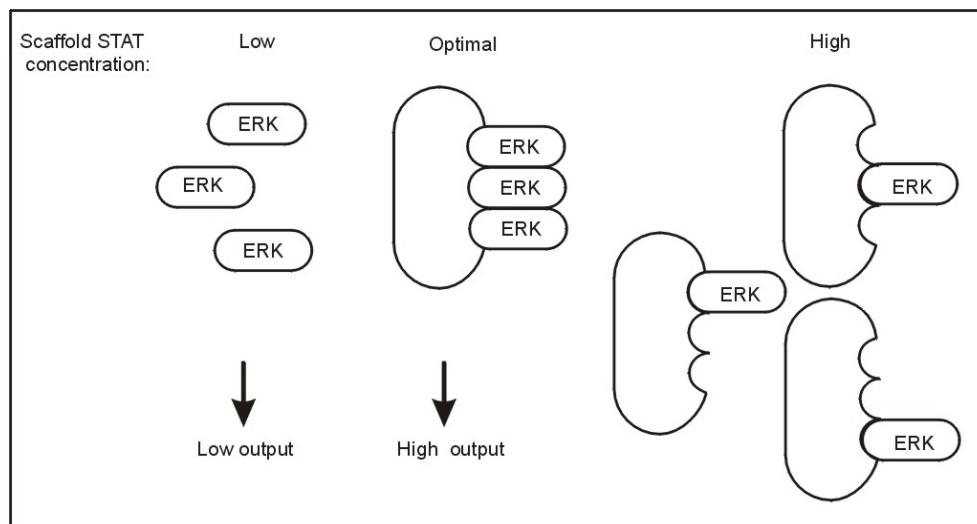 Scaffold STAT
concentration:
Low
Optimal
High
ERK
ERK
ERK
ERK
ERK
ERK
ERK
ERK
ERK
Low output
High output